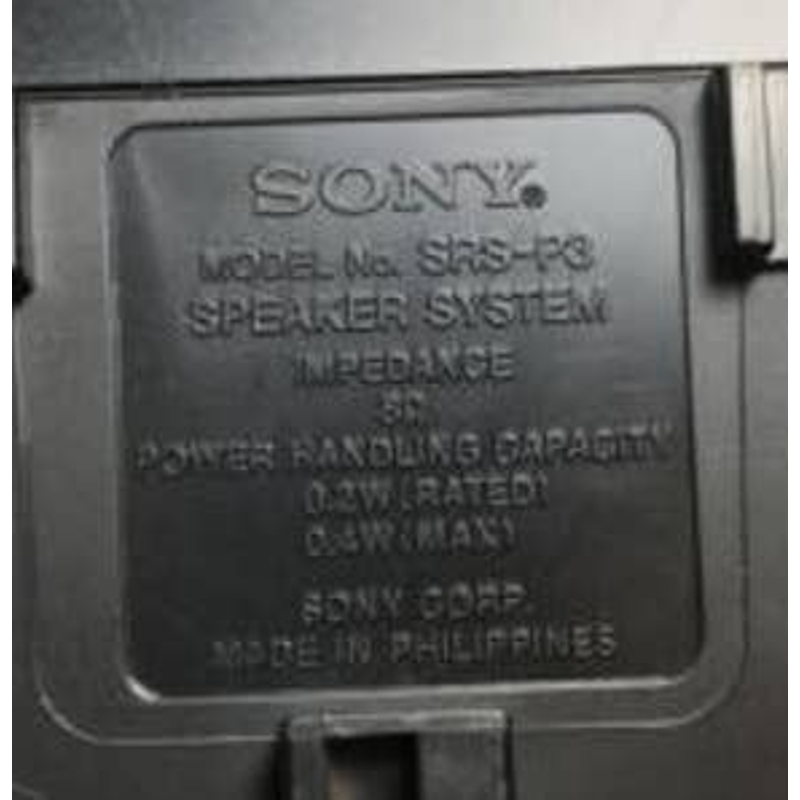 SONY®
MODEL No. SRS-P3
SPEAKER SYSTEM
IMPEDANCE
8Ω
POWER HANDLING CAPACITY
0.2W (RATED)
0.4W (MAX)
SONY CORP.
MADE IN PHILIPPINES